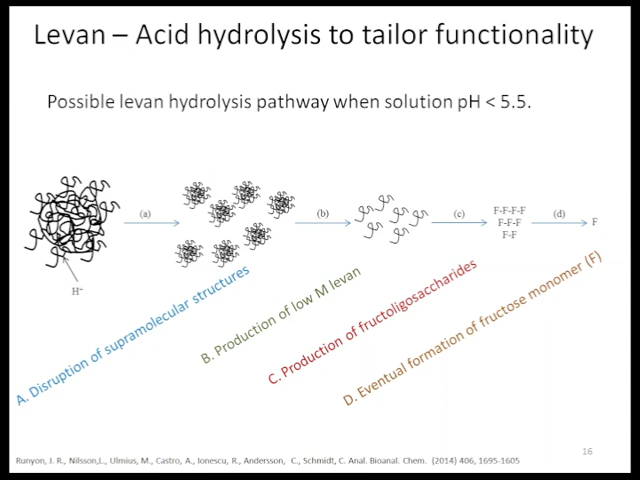 Levan – Acid hydrolysis to tailor functionality
Possible levan hydrolysis pathway when solution pH < 5.5.
(a)
(b)
(c)
(d)
F-F-F-F
F-F-F
F-F
F
H⁺
A. Disruption of supramolecular structures
B. Production of low M levan
C. Production of fructoligosaccharides
D. Eventual formation of fructose monomer (F)
16
Runyon, J. R., Nilsson,L., Ulmius, M., Castro, A., Ionescu, R., Andersson, C., Schmidt, C. Anal. Bioanal. Chem. (2014) 406, 1695-1605